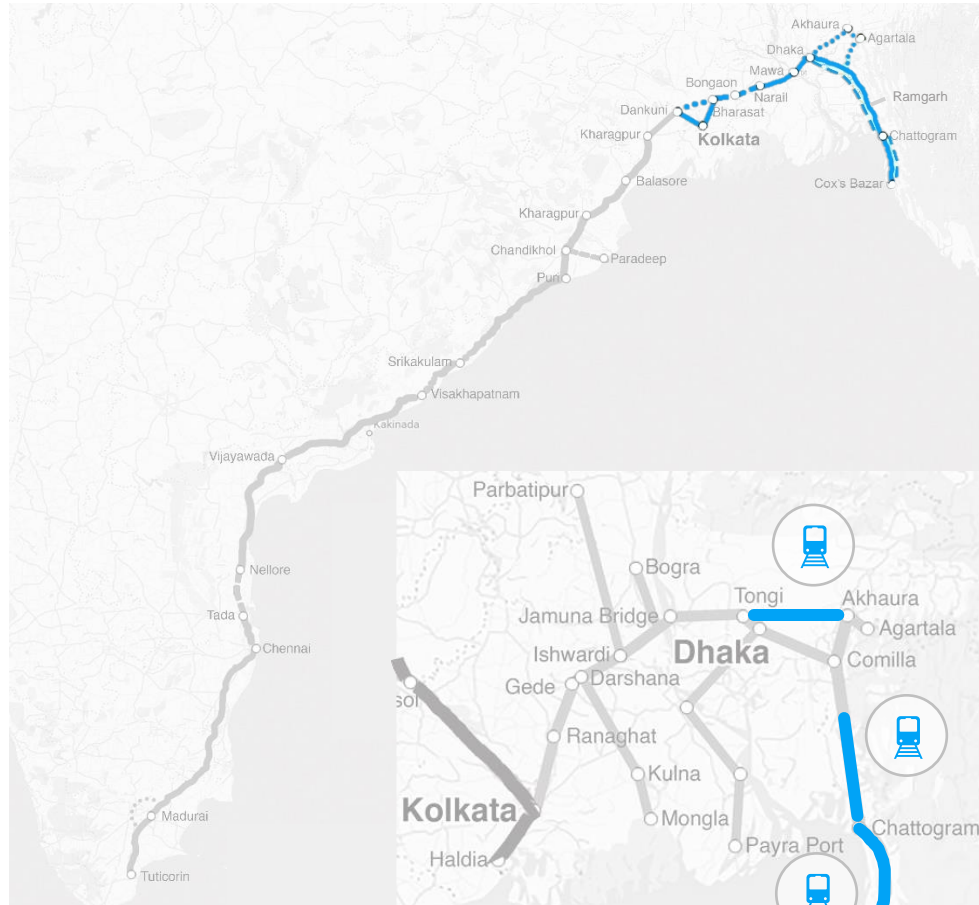 Akhaura
Agartala
Dhaka
Mawa
Bongaon
Narail
Ramgarh
Dankuni
Bharasat
Kharagpur
Kolkata
Chattogram
Balasore
Cox's Bazar
Kharagpur
Chandikhol
Paradeep
Puri
Srikakulam
Visakhapatnam
Kakinada
Vijayawada
Nellore
Tada
Chennai
Madurai
Tuticorin
Parbatipur
Bogra
Tongi
Akhaura
Jamuna Bridge
Agartala
Ishwardi
Dhaka
Comilla
Gede
Darshana
sol
Ranaghat
Kulna
Kolkata
Mongla
Chattogram
Payra Port
Haldia